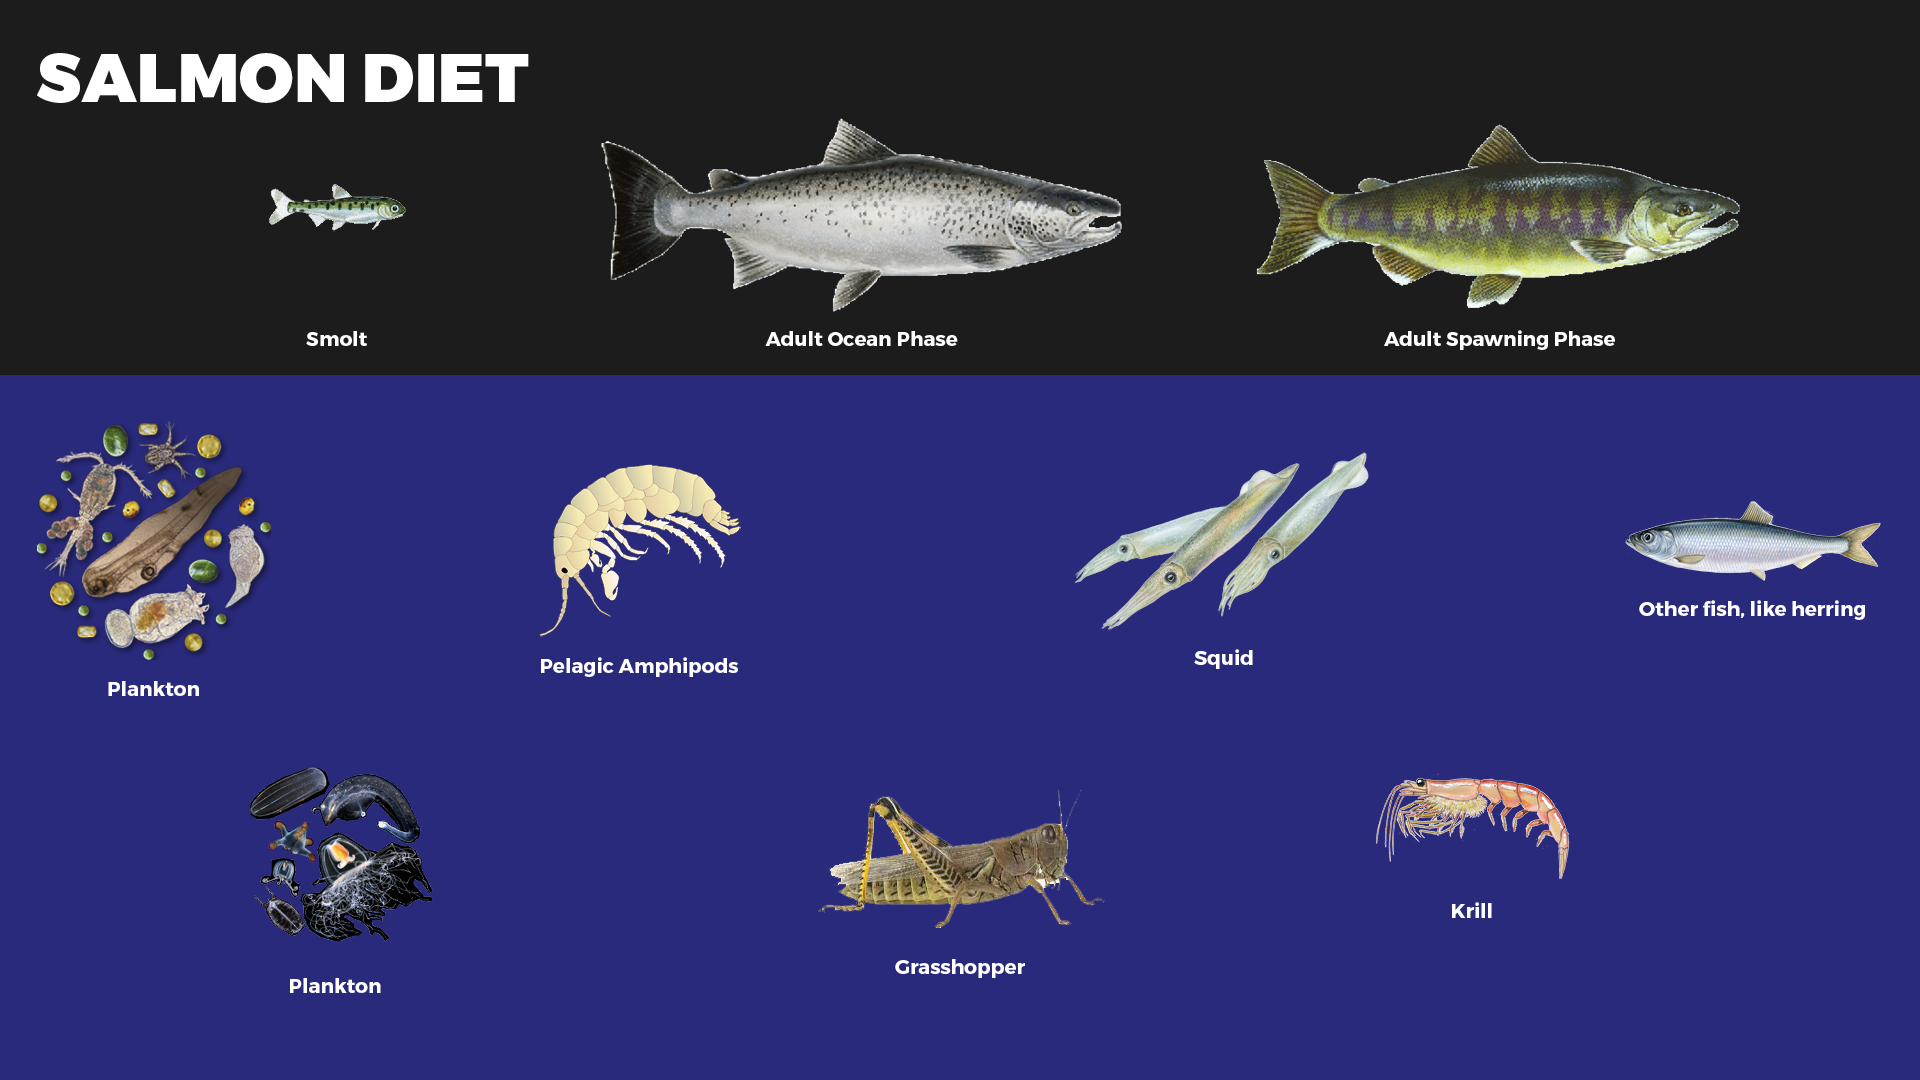 SALMON DIET
Smolt
Adult Ocean Phase
Adult Spawning Phase
Plankton
Pelagic Amphipods
Squid
Other fish, like herring
Plankton
Grasshopper
Krill